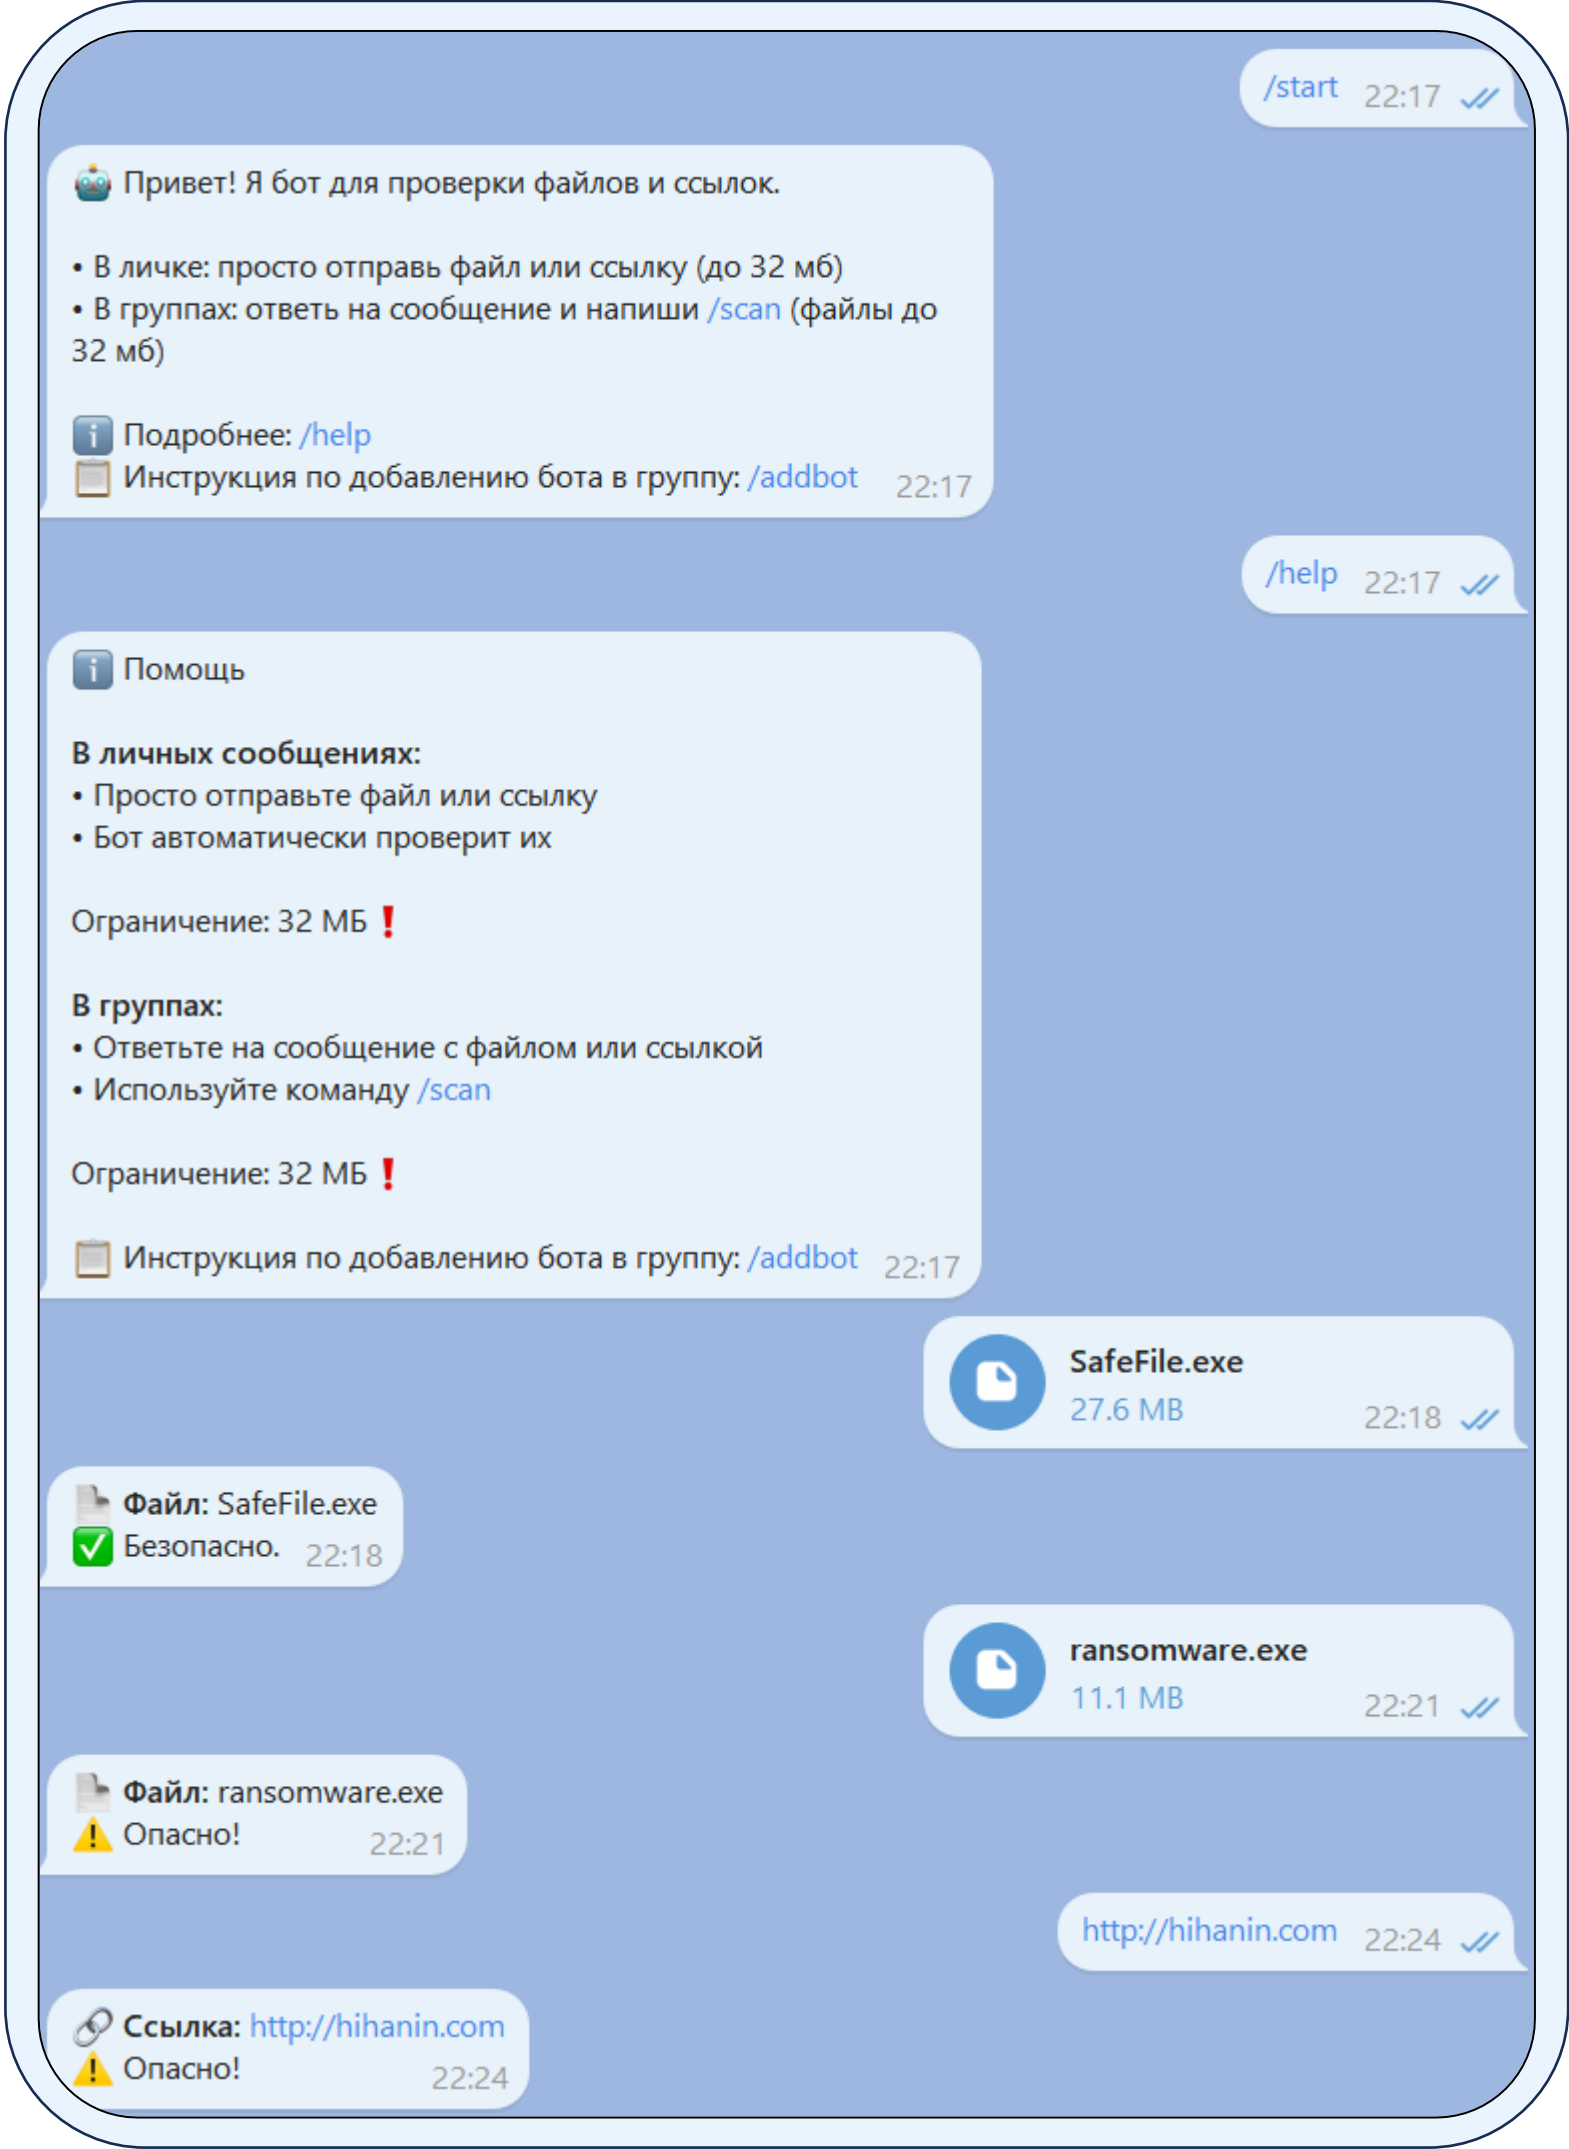 /start 22:17
Привет! Я бот для проверки файлов и ссылок.
• В личке: просто отправь файл или ссылку (до 32 мб)
• В группах: ответь на сообщение и напиши /scan (файлы до
32 мб)
Подробнее: /help
Инструкция по добавлению бота в группу: /addbot 22:17
/help 22:17
Помощь
В личных сообщениях:
• Просто отправьте файл или ссылку
• Бот автоматически проверит их
Ограничение: 32 МБ❗
В группах:
• Ответьте на сообщение с файлом или ссылкой
• Используйте команду /scan
Ограничение: 32 МБ❗
Инструкция по добавлению бота в группу: /addbot 22:17
SafeFile.exe
27.6 MB 22:18
Файл: SafeFile.exe
Безопасно. 22:18
ransomware.exe
11.1 MB 22:21
Файл: ransomware.exe
Опасно! 22:21
http://hihanin.com 22:24
Ссылка: http://hihanin.com
Опасно! 22:24